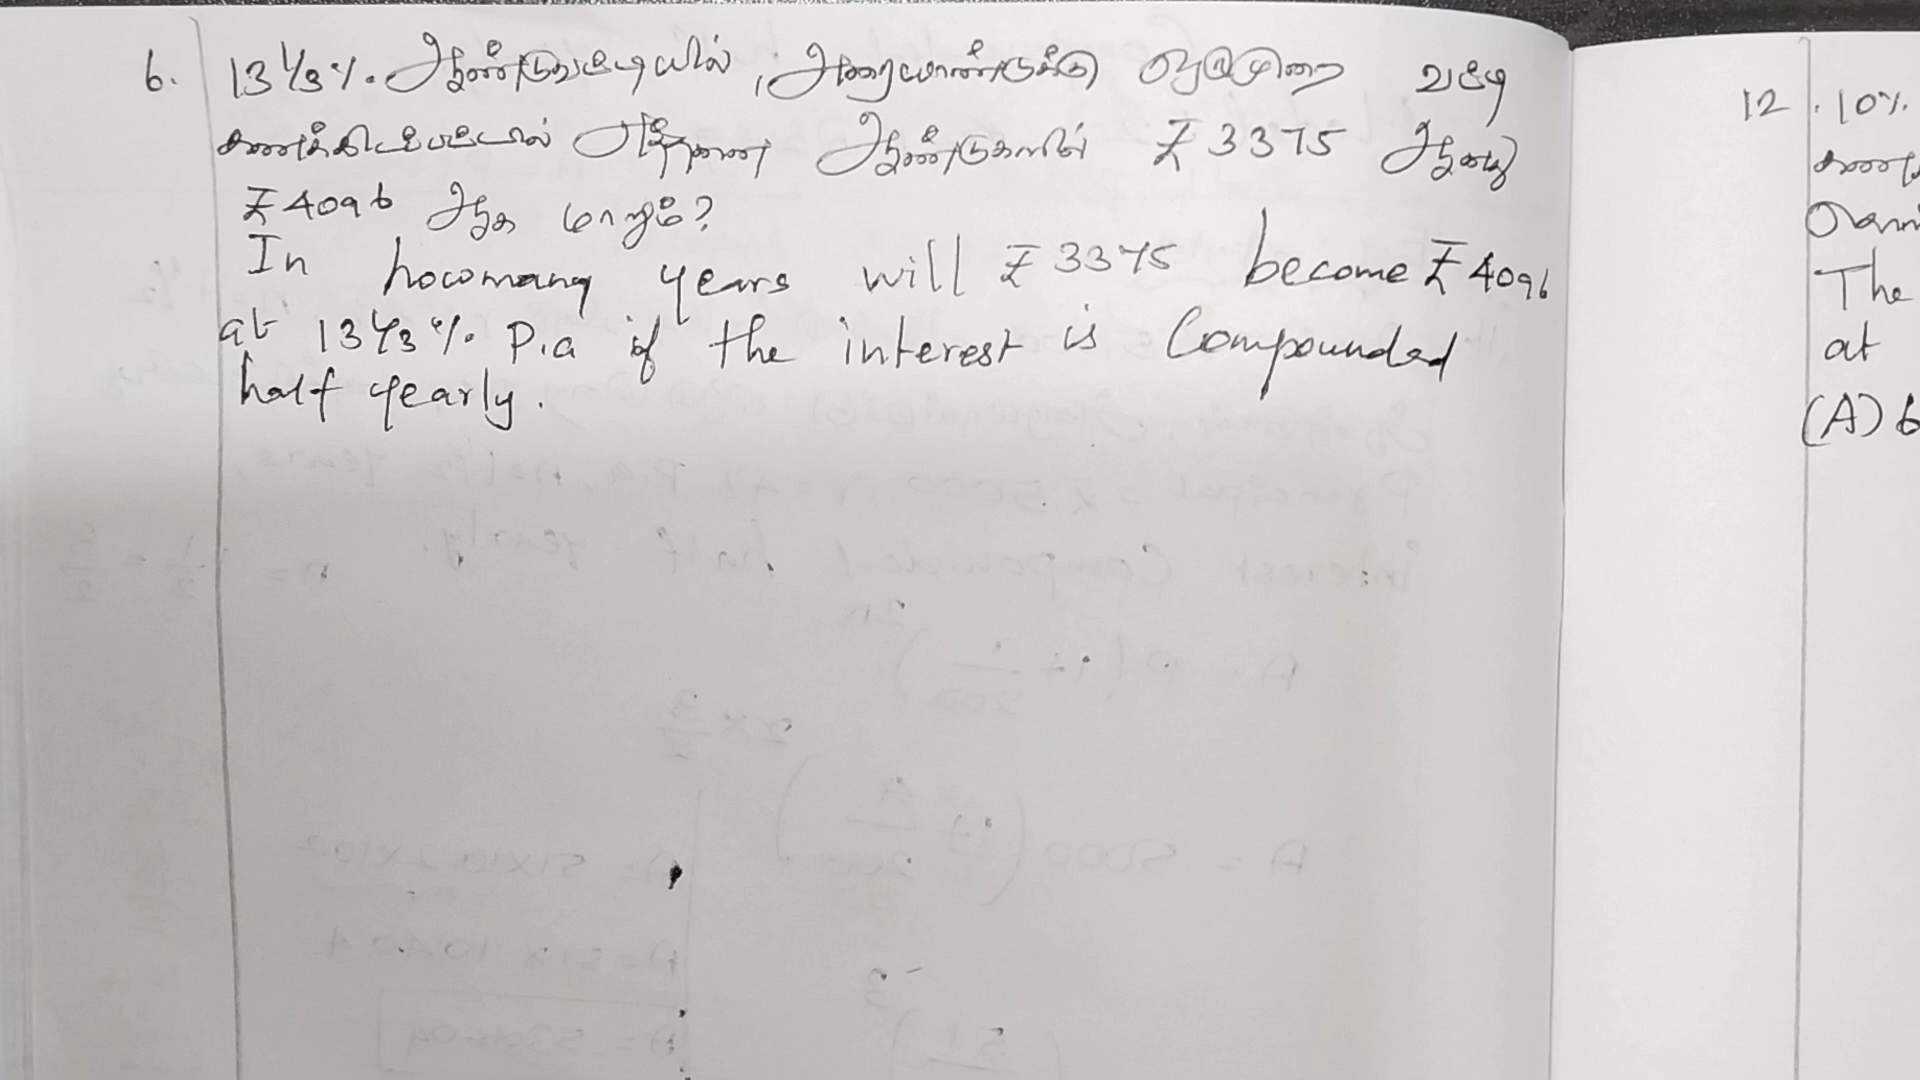 6. 13 1/3 %. ஆண்டுவட்டியில், அரையாண்டுக்கு ஒருமுறை வட்டி
கணக்கிடப்பட்டால் எத்தனை ஆண்டுகளில் ₹ 3375 ஆனது
₹ 4096 ஆக மாறும்?
In howmany years will ₹ 3375 become ₹ 4096
at 13 1/3 %. P.a if the interest is Compounded
half yearly.
12. 10%.
The
at
(A) 6